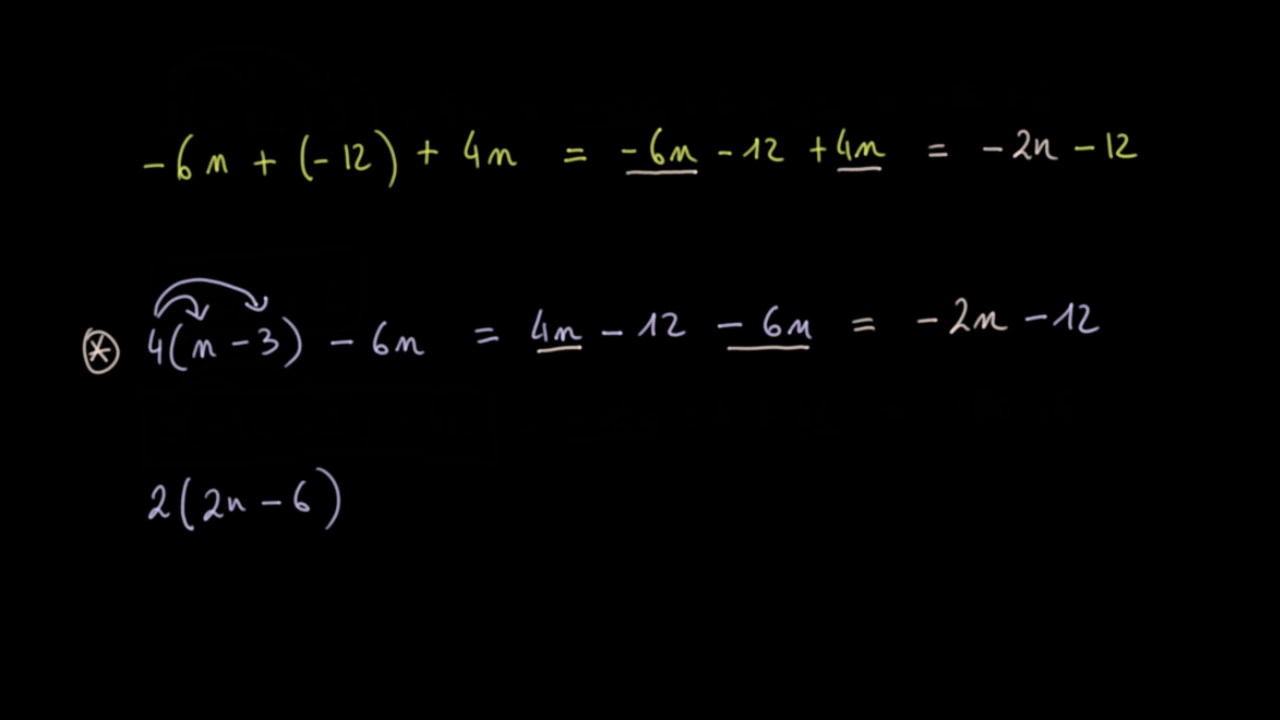 -6n + (-12) + 4n = -6n - 12 + 4n = -2n - 12
* 4(n - 3) - 6n = 4n - 12 - 6n = -2n - 12
2(2n - 6)